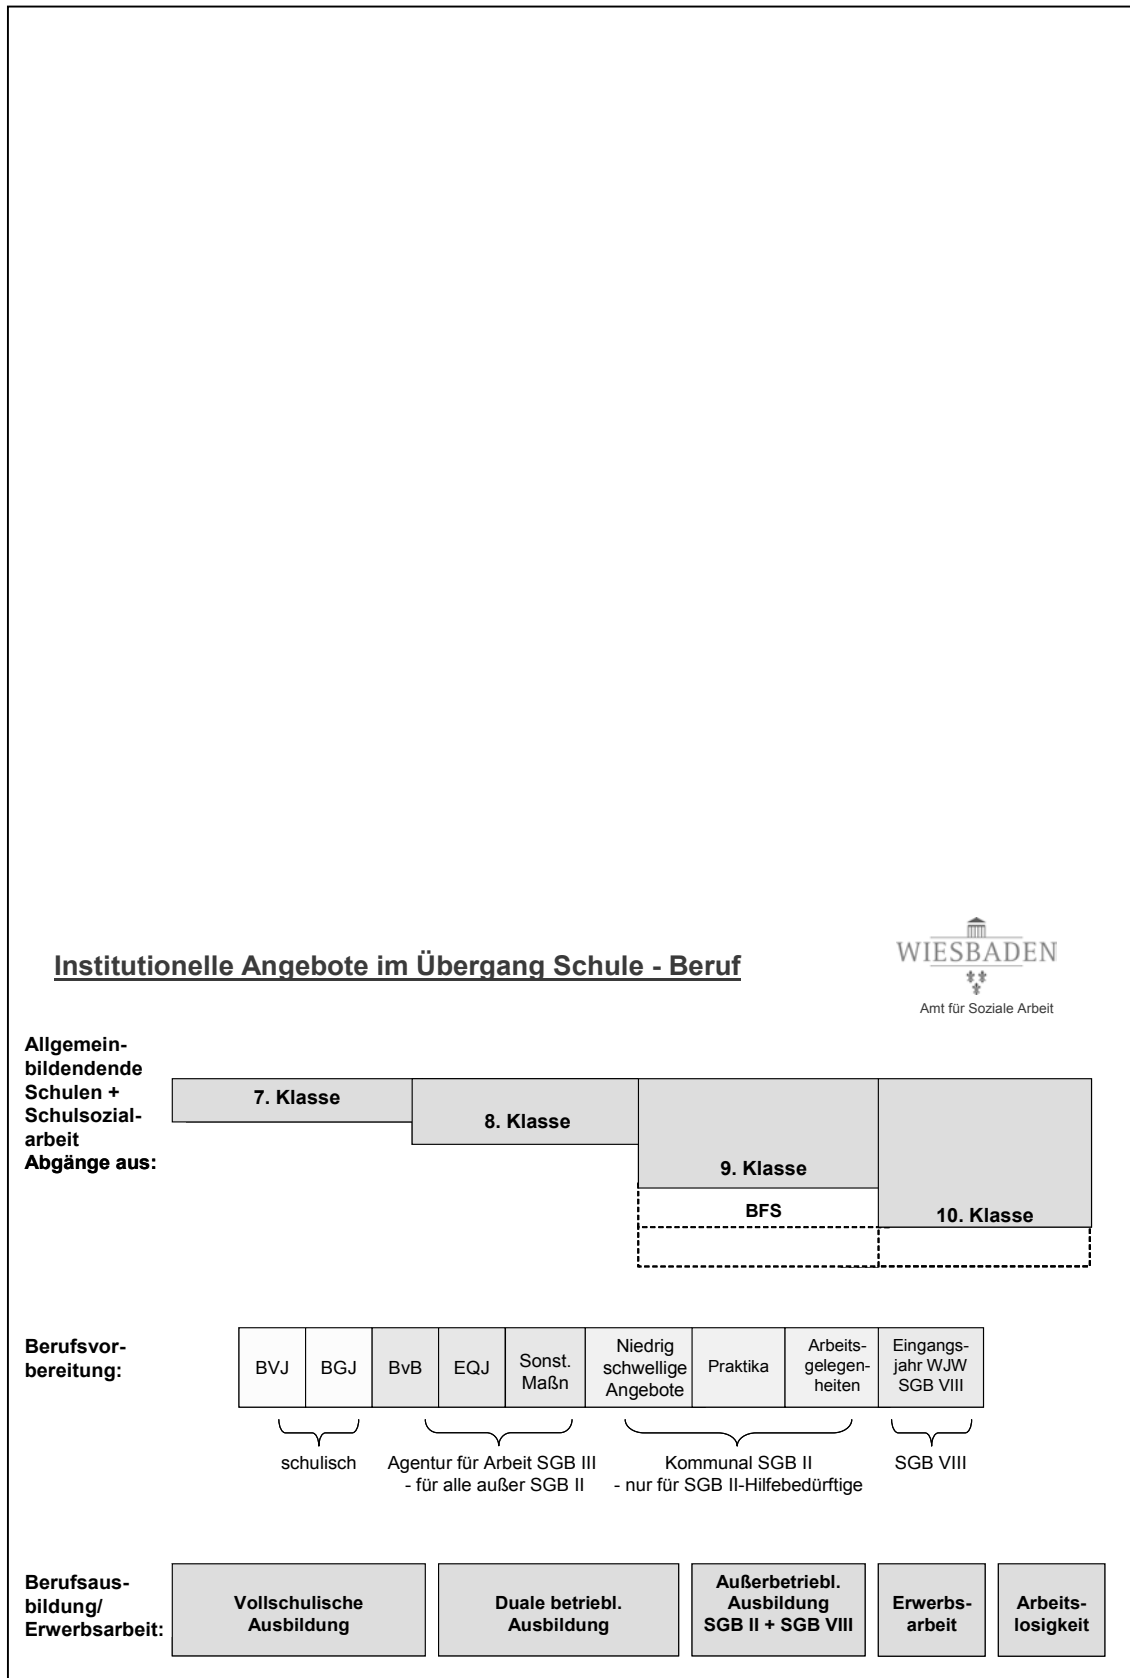 Institutionelle Angebote im Übergang Schule - Beruf
WIESBADEN
Amt für Soziale Arbeit
Allgemein-
bildendende
Schulen +
Schulsozial-
arbeit
Abgänge aus:
7. Klasse
8. Klasse
9. Klasse
BFS
10. Klasse
Berufsvor-
bereitung:
BVJ
BGJ
BvB
EQJ
Sonst.
Maßn
Niedrig
schwellige
Angebote
Praktika
Arbeits-
gelegen-
heiten
Eingangs-
jahr WJW
SGB VIII
schulisch
Agentur für Arbeit SGB III
- für alle außer SGB II
Kommunal SGB II
- nur für SGB II-Hilfebedürftige
SGB VIII
Berufsaus-
bildung/
Erwerbsarbeit:
Vollschulische
Ausbildung
Duale betriebl.
Ausbildung
Außerbetriebl.
Ausbildung
SGB II + SGB VIII
Erwerbs-
arbeit
Arbeits-
losigkeit